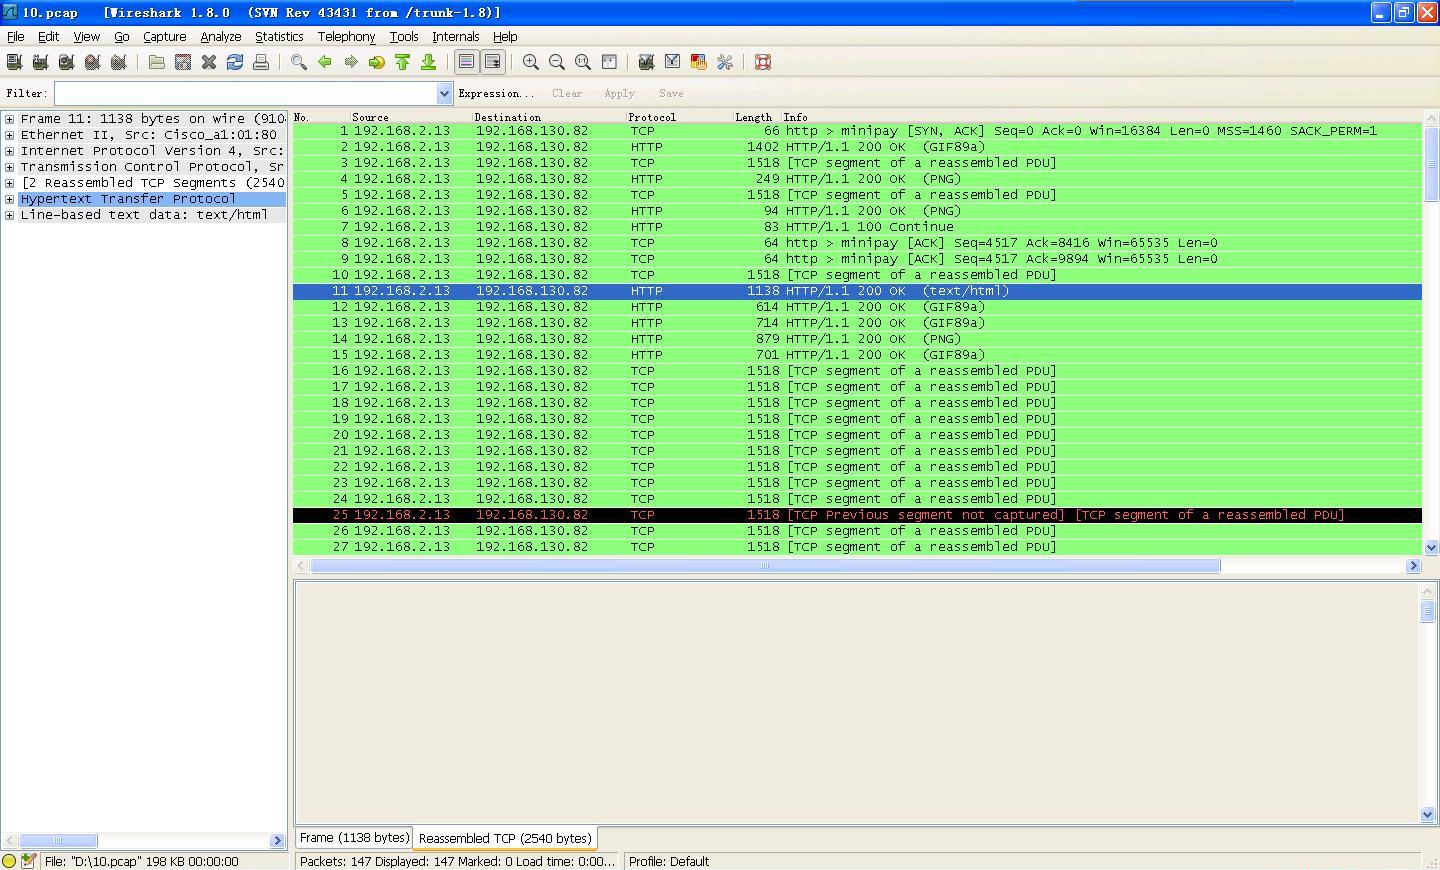 10.pcap [Wireshark 1.8.0 (SVN Rev 43431 from /trunk-1.8)]
File Edit View Go Capture Analyze Statistics Telephony Tools Internals Help
Filter: Expression... Clear Apply Save
Frame 11: 1138 bytes on wire (9104
Ethernet II, Src: Cisco_a1:01:80
Internet Protocol Version 4, Src:
Transmission Control Protocol, Sr
[2 Reassembled TCP Segments (2540
Hypertext Transfer Protocol
Line-based text data: text/html
No. Source Destination Protocol Length Info
1 192.168.2.13 192.168.130.82 TCP 66 http > minipay [SYN, ACK] Seq=0 Ack=0 Win=16384 Len=0 MSS=1460 SACK_PERM=1
2 192.168.2.13 192.168.130.82 HTTP 1402 HTTP/1.1 200 OK (GIF89a)
3 192.168.2.13 192.168.130.82 TCP 1518 [TCP segment of a reassembled PDU]
4 192.168.2.13 192.168.130.82 HTTP 249 HTTP/1.1 200 OK (PNG)
5 192.168.2.13 192.168.130.82 TCP 1518 [TCP segment of a reassembled PDU]
6 192.168.2.13 192.168.130.82 HTTP 94 HTTP/1.1 200 OK (PNG)
7 192.168.2.13 192.168.130.82 HTTP 83 HTTP/1.1 100 Continue
8 192.168.2.13 192.168.130.82 TCP 64 http > minipay [ACK] Seq=4517 Ack=8416 Win=65535 Len=0
9 192.168.2.13 192.168.130.82 TCP 64 http > minipay [ACK] Seq=4517 Ack=9894 Win=65535 Len=0
10 192.168.2.13 192.168.130.82 TCP 1518 [TCP segment of a reassembled PDU]
11 192.168.2.13 192.168.130.82 HTTP 1138 HTTP/1.1 200 OK (text/html)
12 192.168.2.13 192.168.130.82 HTTP 614 HTTP/1.1 200 OK (GIF89a)
13 192.168.2.13 192.168.130.82 HTTP 714 HTTP/1.1 200 OK (GIF89a)
14 192.168.2.13 192.168.130.82 HTTP 879 HTTP/1.1 200 OK (PNG)
15 192.168.2.13 192.168.130.82 HTTP 701 HTTP/1.1 200 OK (GIF89a)
16 192.168.2.13 192.168.130.82 TCP 1518 [TCP segment of a reassembled PDU]
17 192.168.2.13 192.168.130.82 TCP 1518 [TCP segment of a reassembled PDU]
18 192.168.2.13 192.168.130.82 TCP 1518 [TCP segment of a reassembled PDU]
19 192.168.2.13 192.168.130.82 TCP 1518 [TCP segment of a reassembled PDU]
20 192.168.2.13 192.168.130.82 TCP 1518 [TCP segment of a reassembled PDU]
21 192.168.2.13 192.168.130.82 TCP 1518 [TCP segment of a reassembled PDU]
22 192.168.2.13 192.168.130.82 TCP 1518 [TCP segment of a reassembled PDU]
23 192.168.2.13 192.168.130.82 TCP 1518 [TCP segment of a reassembled PDU]
24 192.168.2.13 192.168.130.82 TCP 1518 [TCP segment of a reassembled PDU]
25 192.168.2.13 192.168.130.82 TCP 1518 [TCP Previous segment not captured] [TCP segment of a reassembled PDU]
26 192.168.2.13 192.168.130.82 TCP 1518 [TCP segment of a reassembled PDU]
27 192.168.2.13 192.168.130.82 TCP 1518 [TCP segment of a reassembled PDU]
Frame (1138 bytes) Reassembled TCP (2540 bytes)
File: "D:\10.pcap" 198 KB 00:00:00 Packets: 147 Displayed: 147 Marked: 0 Load time: 0:00... Profile: Default